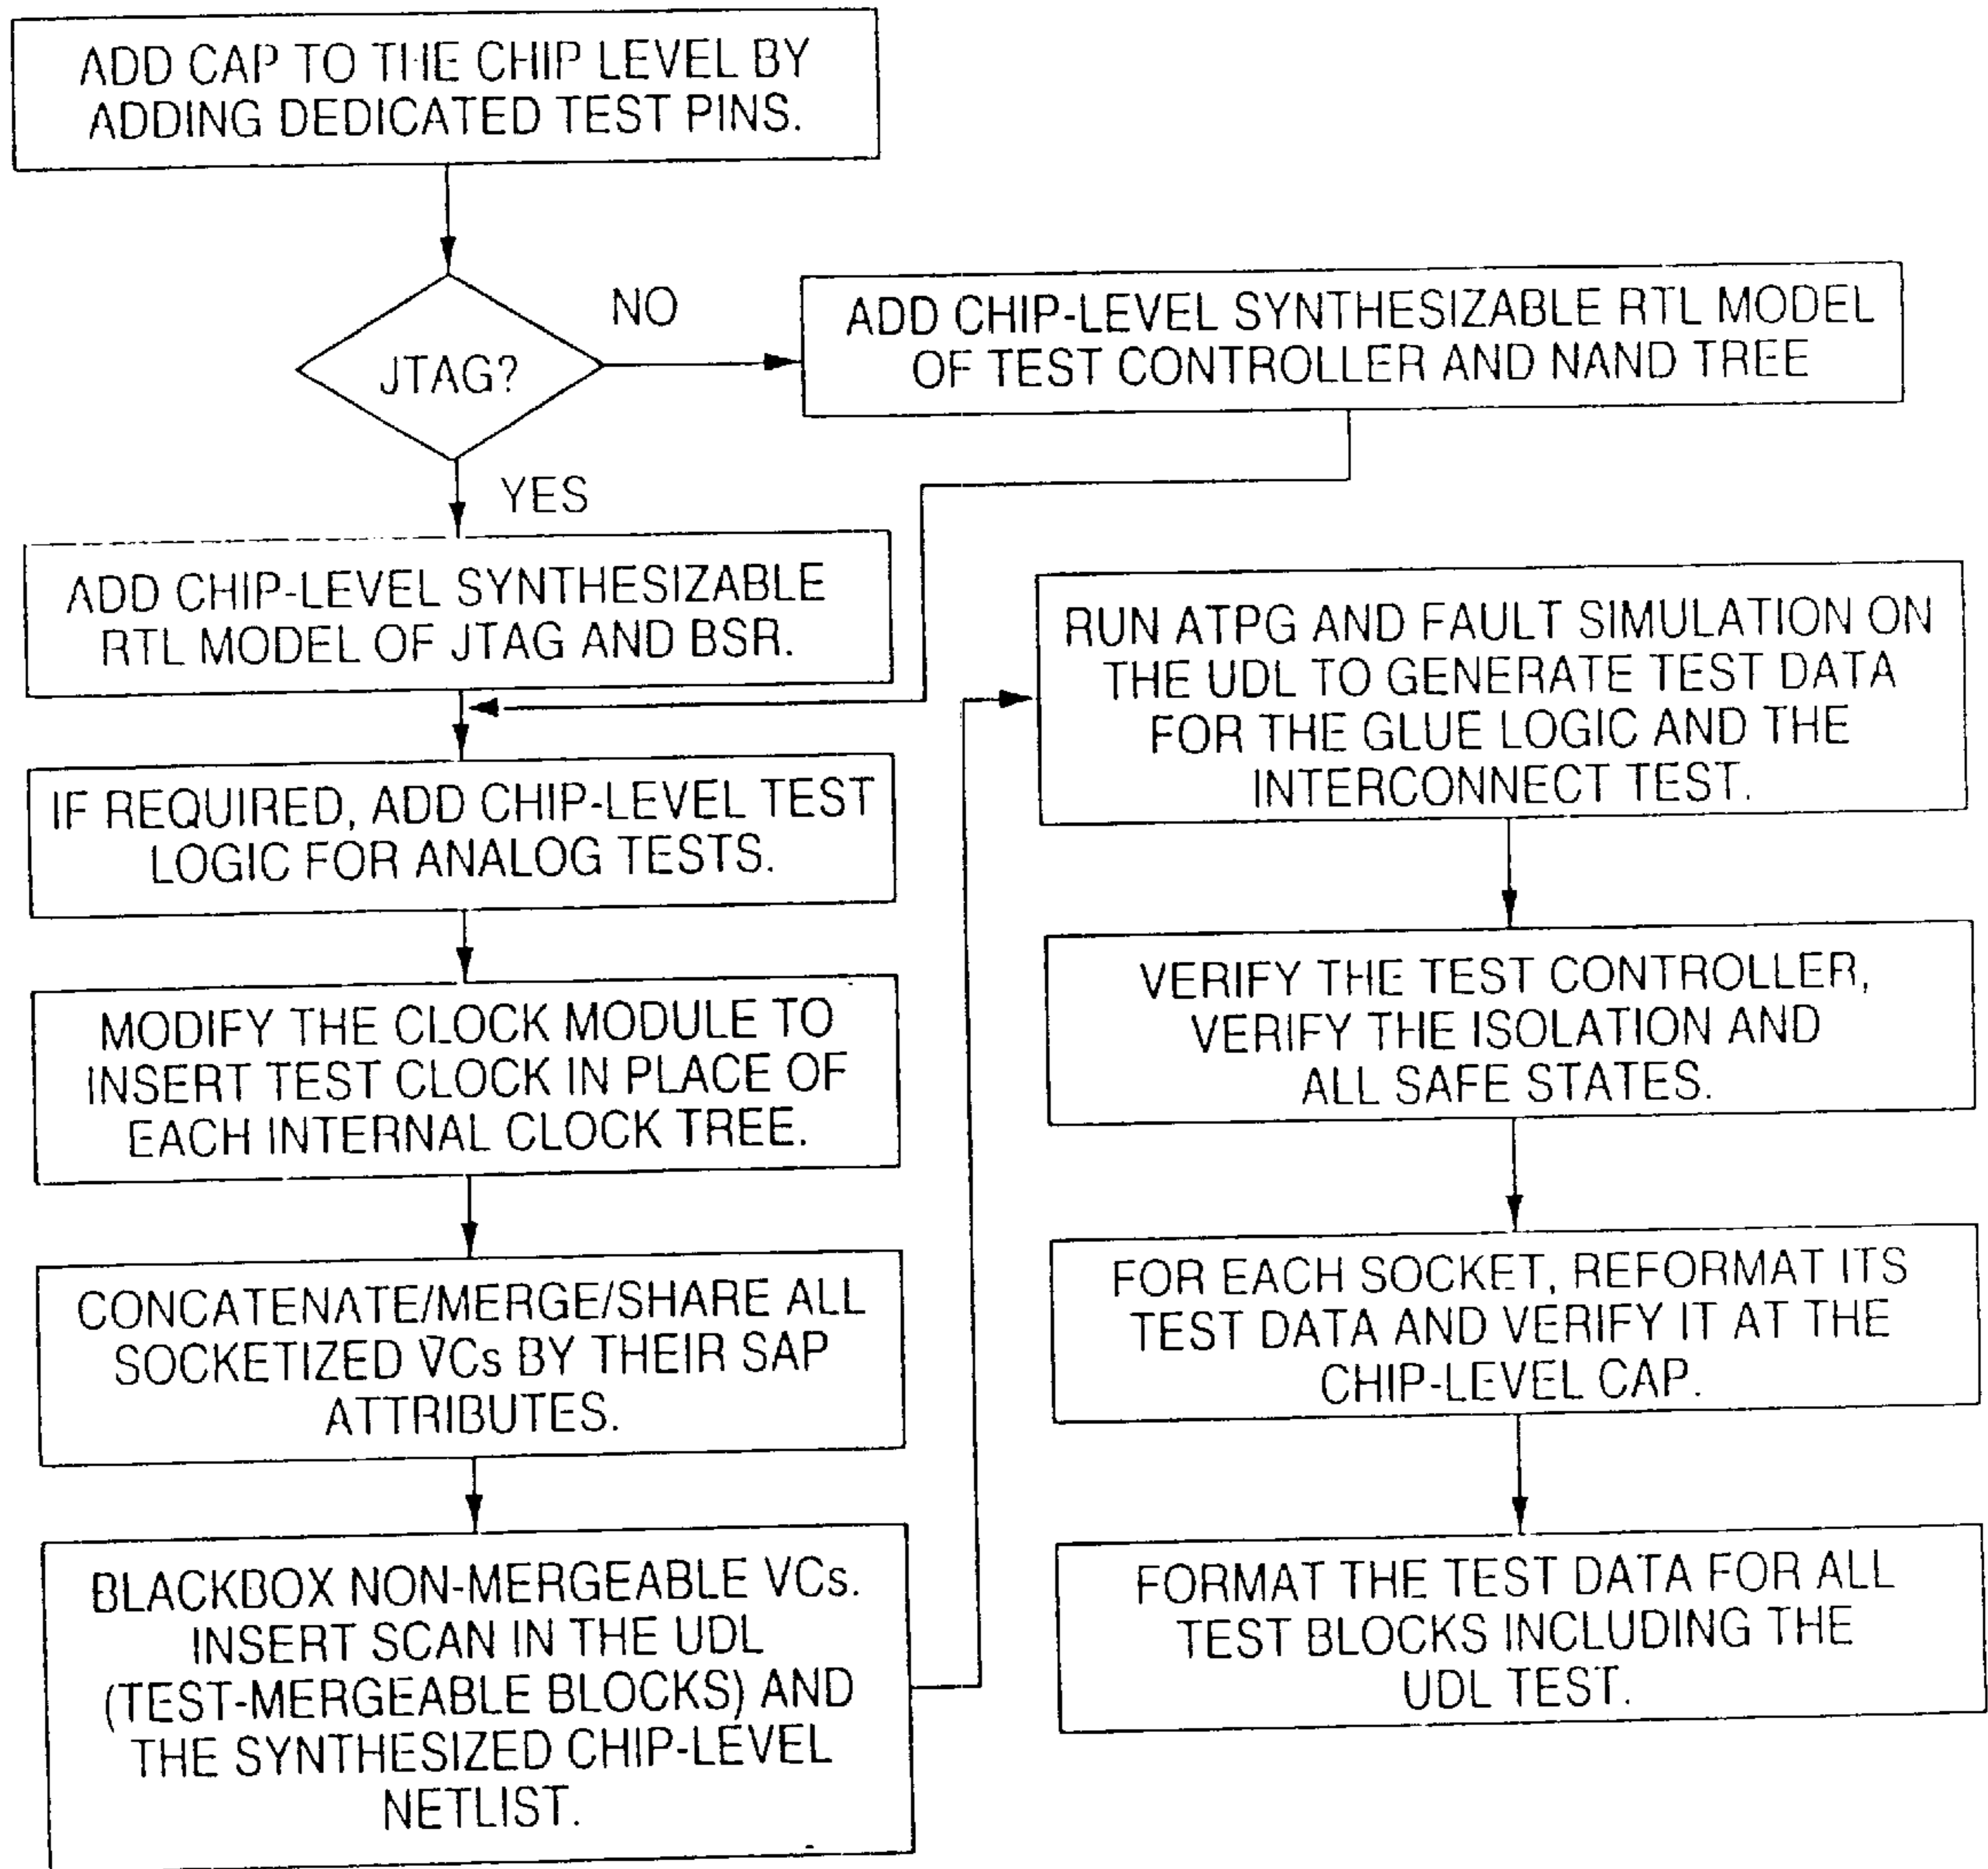 ADD CAP TO THE CHIP LEVEL BY
ADDING DEDICATED TEST PINS.
JTAG?
NO
ADD CHIP-LEVEL SYNTHESIZABLE RTL MODEL
OF TEST CONTROLLER AND NAND TREE
YES
ADD CHIP-LEVEL SYNTHESIZABLE
RTL MODEL OF JTAG AND BSR.
IF REQUIRED, ADD CHIP-LEVEL TEST
LOGIC FOR ANALOG TESTS.
MODIFY THE CLOCK MODULE TO
INSERT TEST CLOCK IN PLACE OF
EACH INTERNAL CLOCK TREE.
CONCATENATE/MERGE/SHARE ALL
SOCKETIZED VCs BY THEIR SAP
ATTRIBUTES.
BLACKBOX NON-MERGEABLE VCs.
INSERT SCAN IN THE UDL
(TEST-MERGEABLE BLOCKS) AND
THE SYNTHESIZED CHIP-LEVEL
NETLIST.
RUN ATPG AND FAULT SIMULATION ON
THE UDL TO GENERATE TEST DATA
FOR THE GLUE LOGIC AND THE
INTERCONNECT TEST.
VERIFY THE TEST CONTROLLER,
VERIFY THE ISOLATION AND
ALL SAFE STATES.
FOR EACH SOCKET, REFORMAT ITS
TEST DATA AND VERIFY IT AT THE
CHIP-LEVEL CAP.
FORMAT THE TEST DATA FOR ALL
TEST BLOCKS INCLUDING THE
UDL TEST.